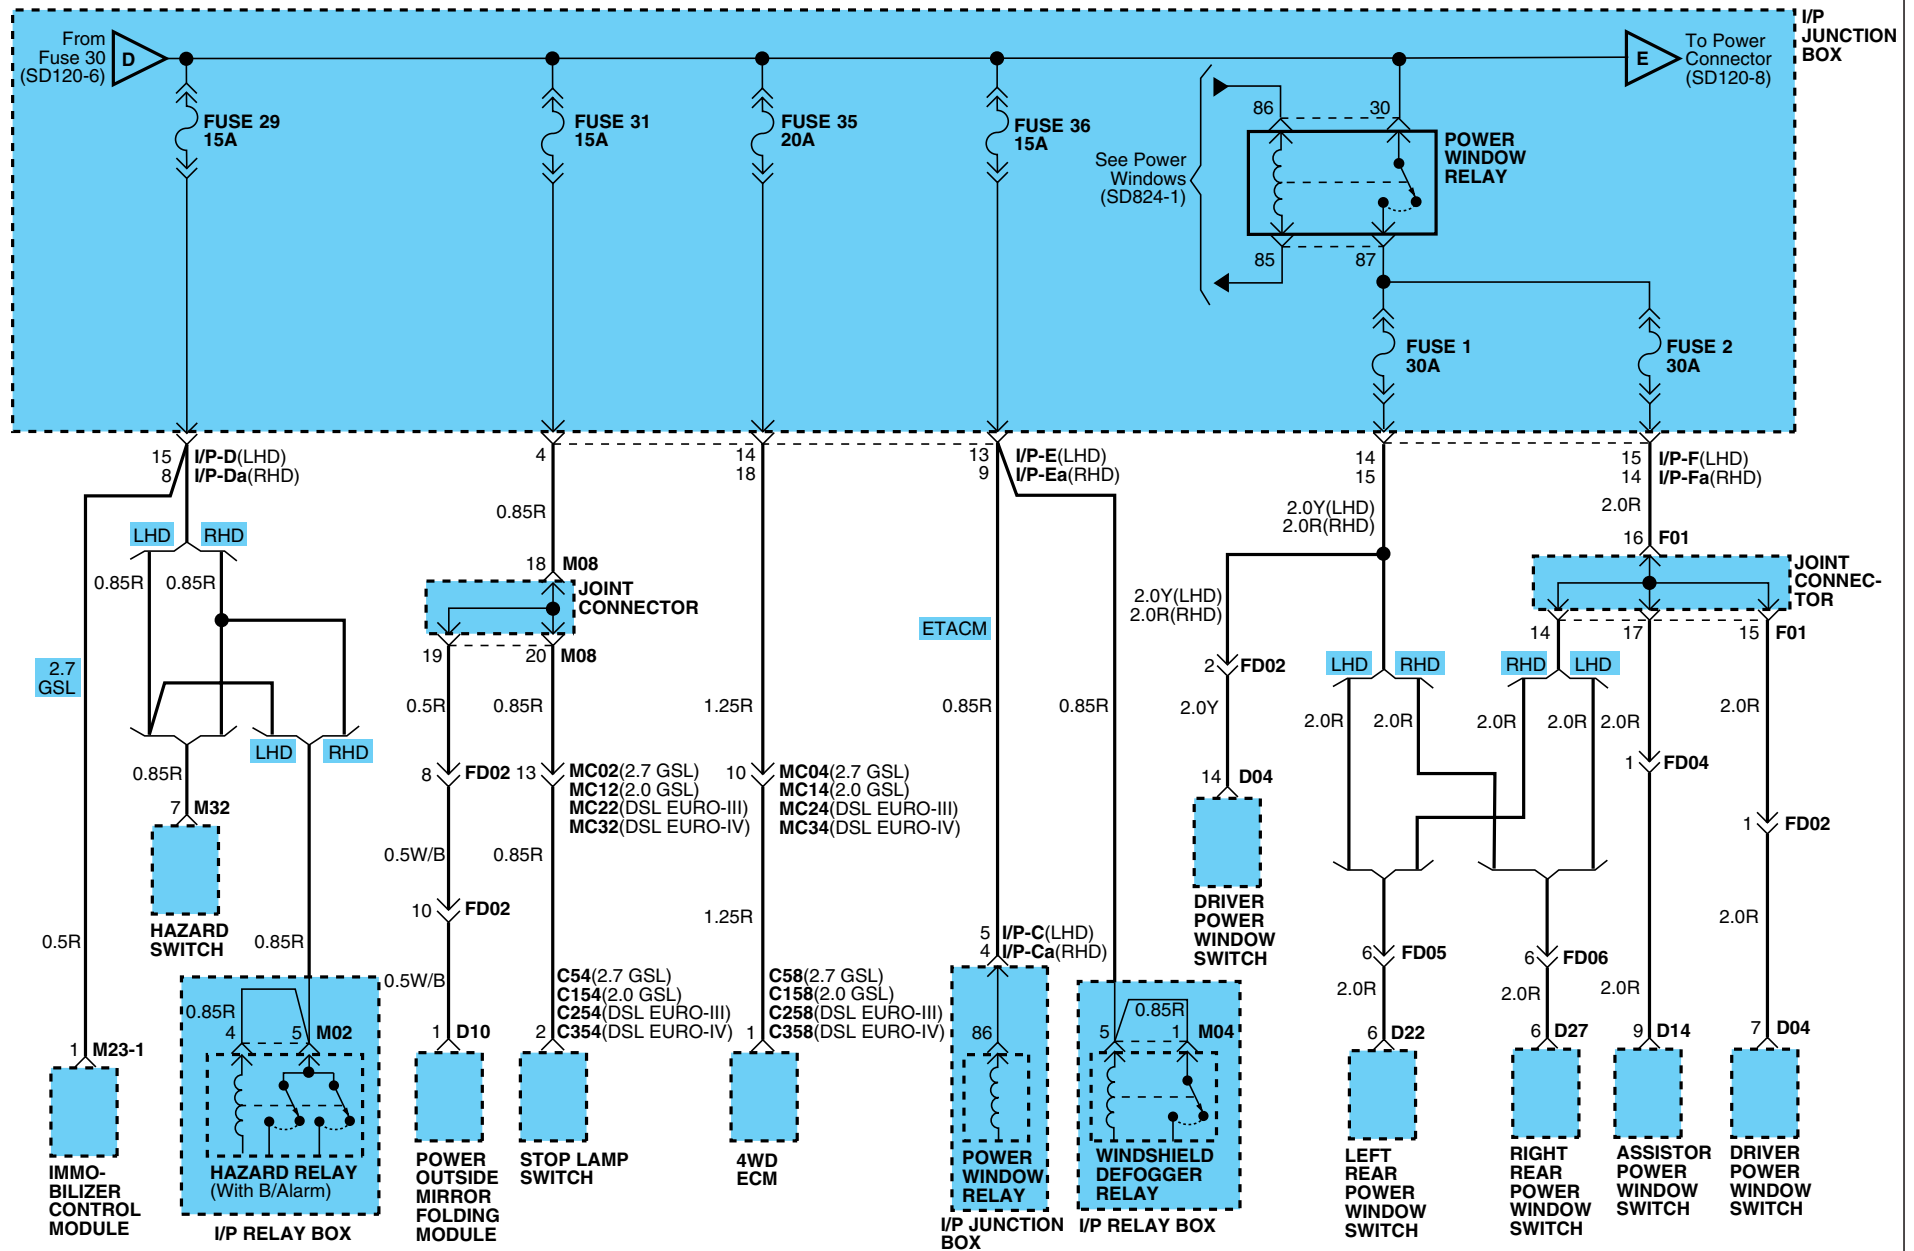 From
Fuse 30
(SD120-6)
D
E
To Power
Connector
(SD120-8)
I/P
JUNCTION
BOX
FUSE 29
15A
FUSE 31
15A
FUSE 35
20A
FUSE 36
15A
See Power
Windows
(SD824-1)
86
30
POWER
WINDOW
RELAY
85
87
FUSE 1
30A
FUSE 2
30A
15 I/P-D(LHD)
8 I/P-Da(RHD)
4
14
18
13 I/P-E(LHD)
9 I/P-Ea(RHD)
14
15
15 I/P-F(LHD)
14 I/P-Fa(RHD)
LHD
RHD
0.85R
0.85R
2.7
GSL
0.85R
LHD
RHD
7 M32
HAZARD
SWITCH
0.5R
0.85R
1 M23-1
IMMO-
BILIZER
CONTROL
MODULE
0.85R
4
5 M02
HAZARD RELAY
(With B/Alarm)
I/P RELAY BOX
0.85R
18 M08
JOINT
CONNECTOR
19
20 M08
0.5R
0.85R
8 FD02
13
MC02(2.7 GSL)
MC12(2.0 GSL)
MC22(DSL EURO-III)
MC32(DSL EURO-IV)
0.5W/B
0.85R
10 FD02
0.5W/B
C54(2.7 GSL)
C154(2.0 GSL)
C254(DSL EURO-III)
2 C354(DSL EURO-IV)
1 D10
POWER
OUTSIDE
MIRROR
FOLDING
MODULE
STOP LAMP
SWITCH
1.25R
10
MC04(2.7 GSL)
MC14(2.0 GSL)
MC24(DSL EURO-III)
MC34(DSL EURO-IV)
1.25R
C58(2.7 GSL)
C158(2.0 GSL)
C258(DSL EURO-III)
1 C358(DSL EURO-IV)
4WD
ECM
ETACM
0.85R
0.85R
5 I/P-C(LHD)
4 I/P-Ca(RHD)
86
POWER
WINDOW
RELAY
I/P JUNCTION
BOX
0.85R
5
1 M04
WINDSHIELD
DEFOGGER
RELAY
I/P RELAY BOX
2.0Y(LHD)
2.0R(RHD)
2.0Y(LHD)
2.0R(RHD)
2 FD02
2.0Y
14 D04
DRIVER
POWER
WINDOW
SWITCH
LHD
RHD
2.0R
2.0R
6 FD05
2.0R
6 D22
LEFT
REAR
POWER
WINDOW
SWITCH
2.0R
16 F01
JOINT
CONNEC-
TOR
14
17
15 F01
RHD
LHD
2.0R
2.0R
2.0R
2.0R
1 FD04
1 FD02
6 FD06
2.0R
2.0R
2.0R
6 D27
9 D14
7 D04
RIGHT
REAR
POWER
WINDOW
SWITCH
ASSISTOR
POWER
WINDOW
SWITCH
DRIVER
POWER
WINDOW
SWITCH